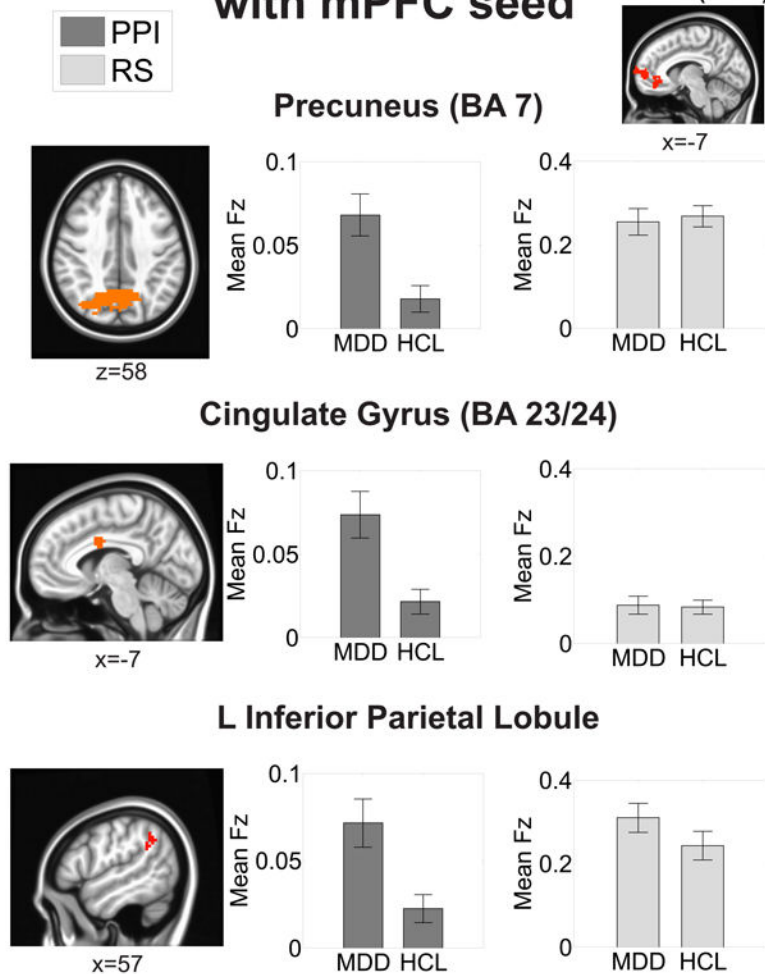 with mPFC seed
PPI
RS
x=-7
Precuneus (BA 7)
z=58
Mean Fz
0.1
0.05
0
MDD HCL
Mean Fz
0.4
0.2
0
MDD HCL
Cingulate Gyrus (BA 23/24)
x=-7
Mean Fz
0.1
0.05
0
MDD HCL
Mean Fz
0.4
0.2
0
MDD HCL
L Inferior Parietal Lobule
x=57
Mean Fz
0.1
0.05
0
MDD HCL
Mean Fz
0.4
0.2
0
MDD HCL